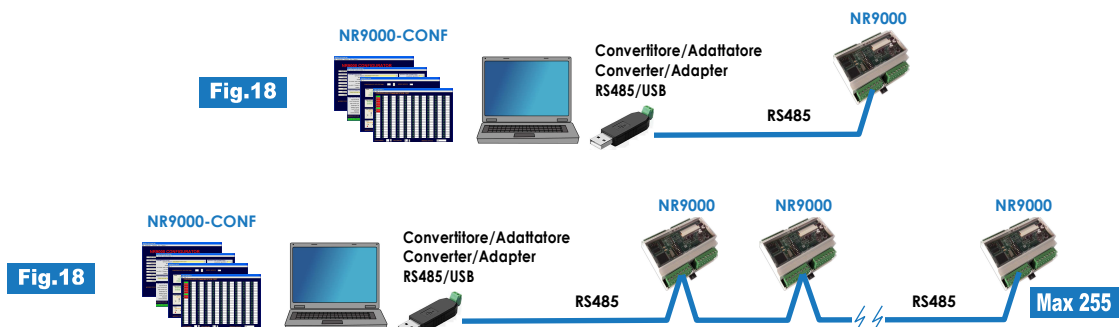 NR9000
NR9000-CONF
Convertitore/Adattatore
Converter/Adapter
RS485/USB
Fig.18
RS485
NR9000
NR9000
NR9000
NR9000-CONF
Convertitore/Adattatore
Converter/Adapter
RS485/USB
Fig.18
RS485
RS485
Max 255